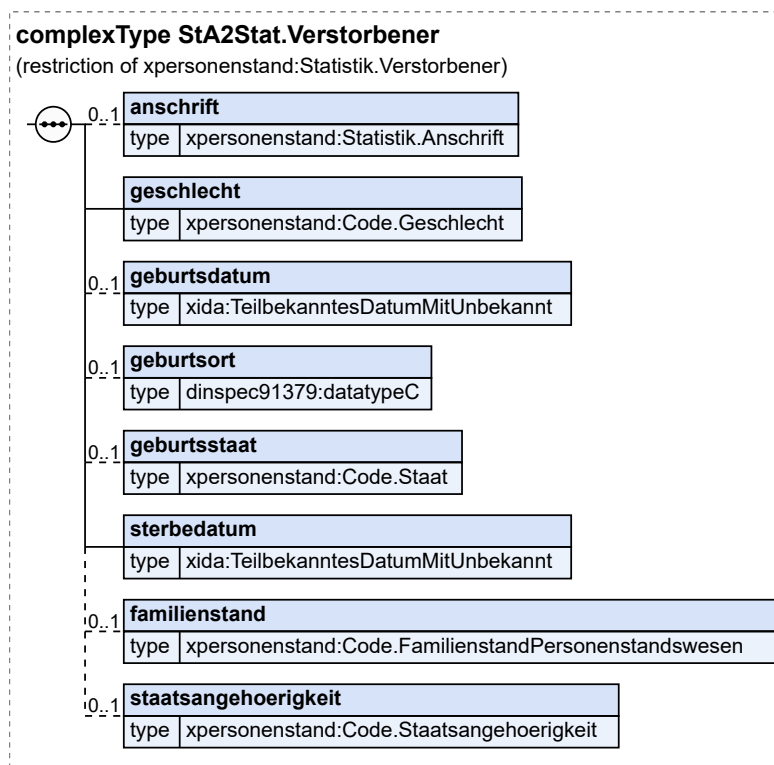 complexType StA2Stat.Verstorbener
(restriction of xpersonenstand:Statistik.Verstorbener)
0..1 anschrift
type xpersonenstand:Statistik.Anschrift
geschlecht
type xpersonenstand:Code.Geschlecht
0..1 geburtsdatum
type xida:TeilbekanntesDatumMitUnbekannt
0..1 geburtsort
type dinspec91379:datatypeC
0..1 geburtsstaat
type xpersonenstand:Code.Staat
sterbedatum
type xida:TeilbekanntesDatumMitUnbekannt
0..1 familienstand
type xpersonenstand:Code.FamilienstandPersonenstandswesen
0..1 staatsangehoerigkeit
type xpersonenstand:Code.Staatsangehoerigkeit